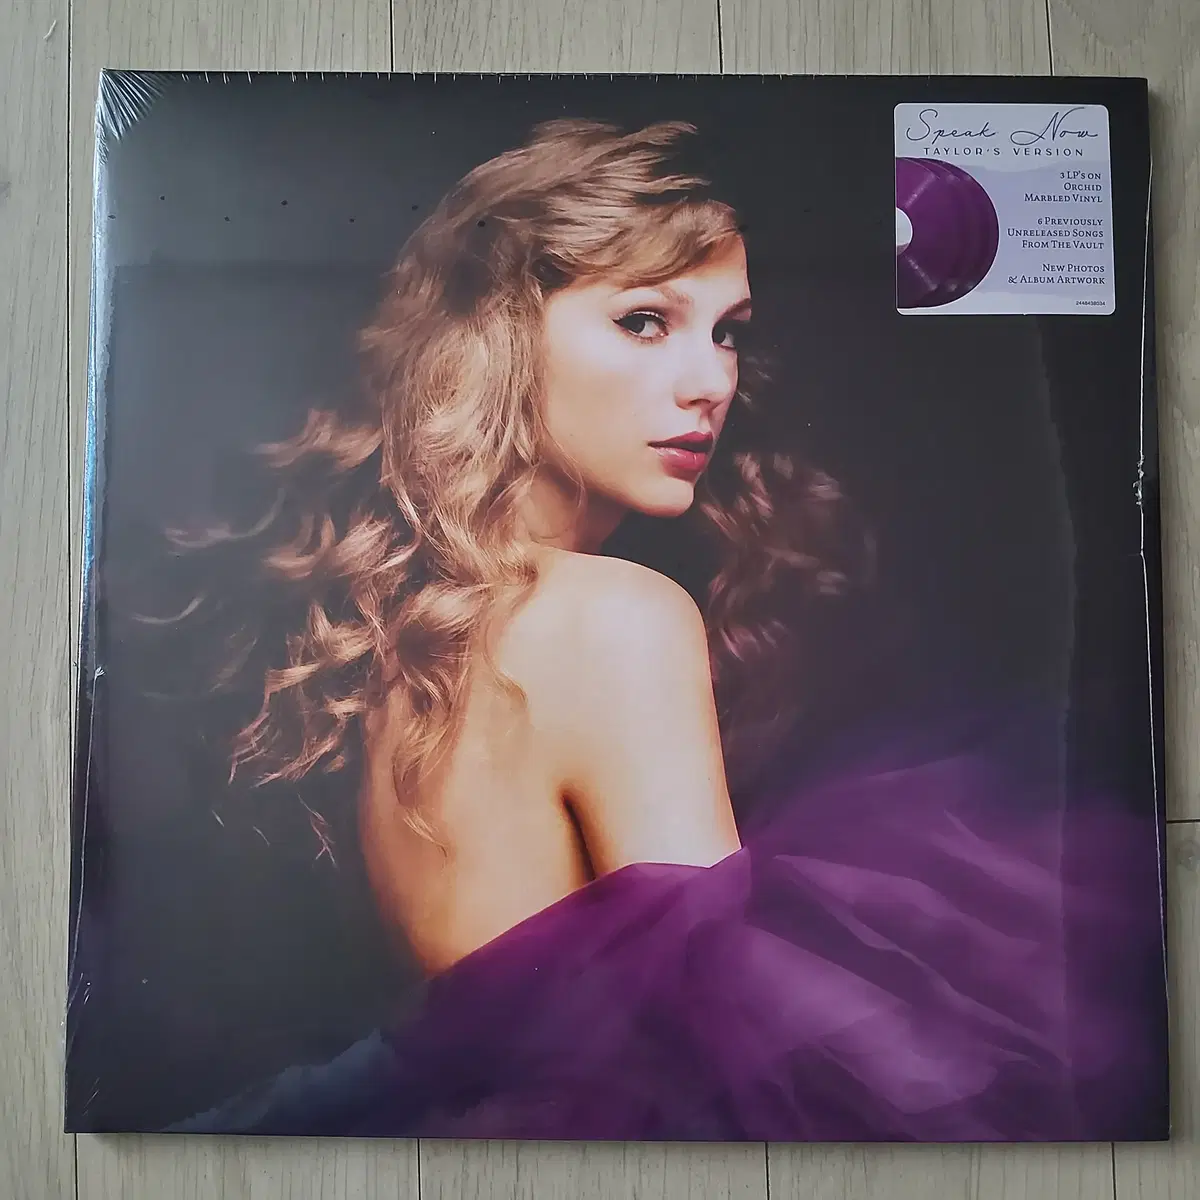 Speak Now
TAYLOR'S VERSION
3 LP's on
Orchid
Marbled Vinyl
6 Previously
Unreleased Songs
From The Vault
New Photos
& Album Artwork
2448438034